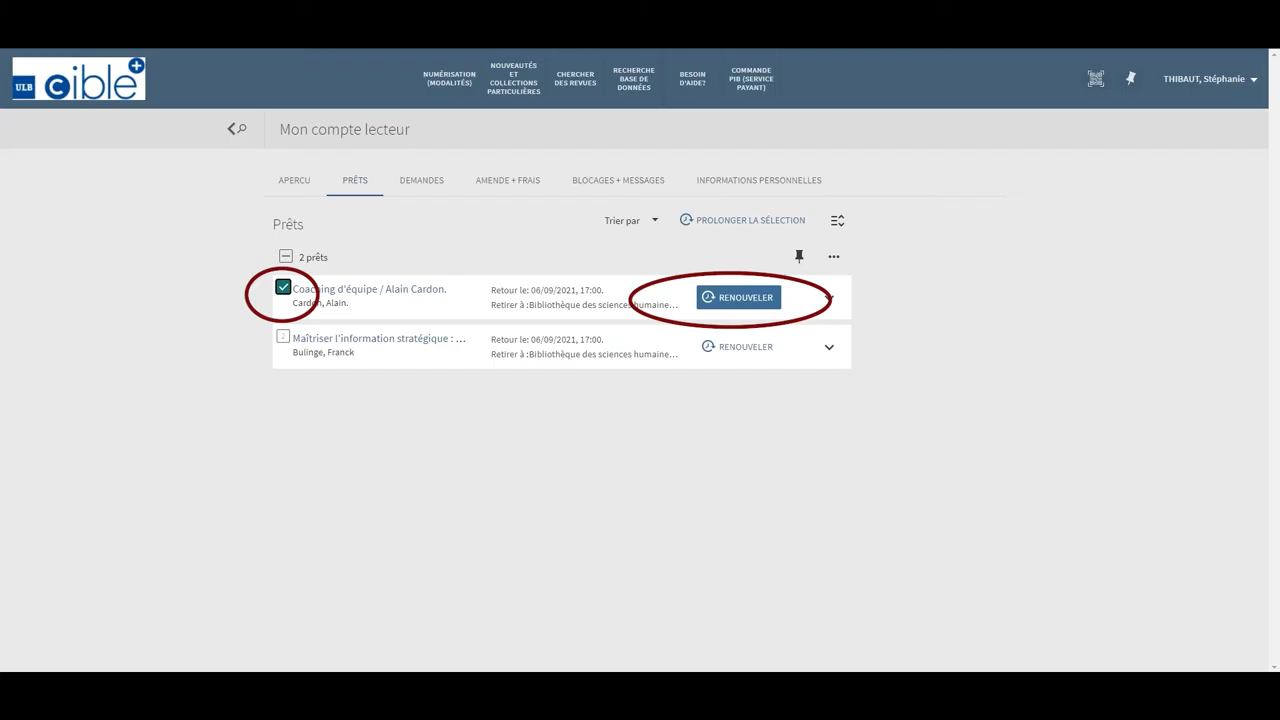 ULB cible+
NUMÉRISATION
(MODALITÉS)
NOUVEAUTÉS
ET
COLLECTIONS
PARTICULIÈRES
CHERCHER
DES REVUES
RECHERCHE
BASE DE
DONNÉES
BESOIN
D'AIDE?
COMMANDE
PIB (SERVICE
PAYANT)
THIBAUT, Stéphanie
Mon compte lecteur
APERCU PRÊTS DEMANDES AMENDE + FRAIS BLOCAGES + MESSAGES INFORMATIONS PERSONNELLES
Prêts Trier par PROLONGER LA SÉLECTION
2 prêts
Coaching d'équipe / Alain Cardon.
Cardon, Alain.
Retour le: 06/09/2021, 17:00.
Retirer à :Bibliothèque des sciences humaine…
RENOUVELER
2
Maîtriser l'information stratégique : …
Bulinge, Franck
Retour le: 06/09/2021, 17:00.
Retirer à :Bibliothèque des sciences humaine…
RENOUVELER